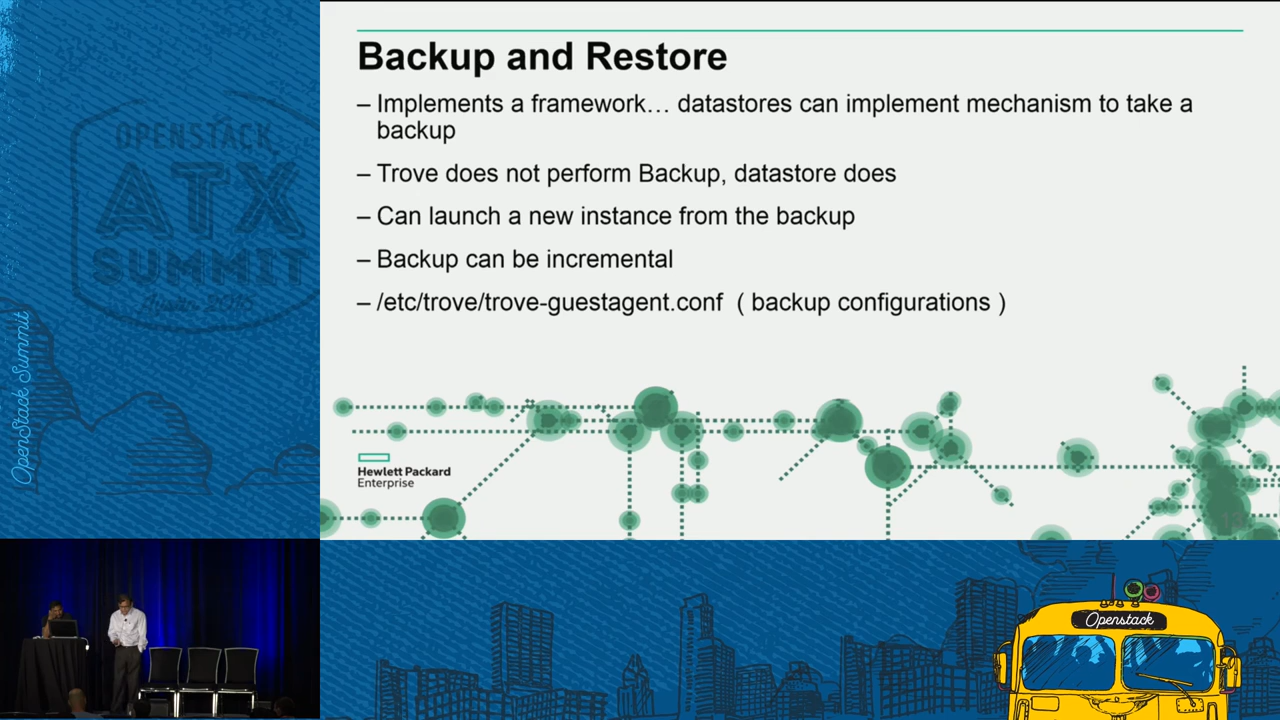 Backup and Restore
– Implements a framework… datastores can implement mechanism to take a
backup
– Trove does not perform Backup, datastore does
– Can launch a new instance from the backup
– Backup can be incremental
– /etc/trove/trove-guestagent.conf ( backup configurations )
Hewlett Packard
Enterprise
OPENSTACK
ATX
SUMMIT
OpenStack Summit
Openstack